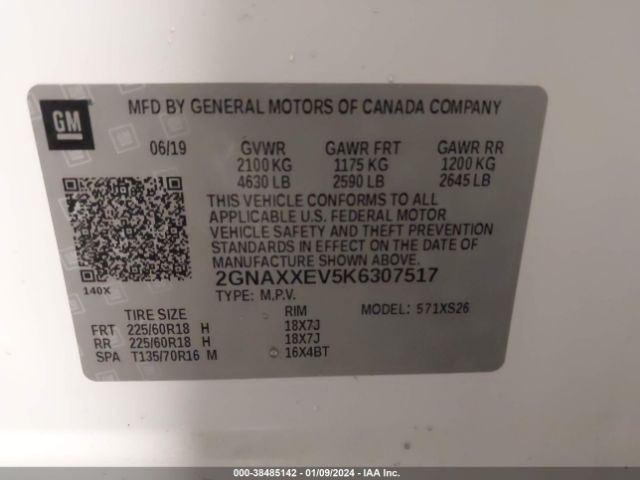 GM
MFD BY GENERAL MOTORS OF CANADA COMPANY
06/19 GVWR GAWR FRT GAWR RR
2100 KG 1175 KG 1200 KG
4630 LB 2590 LB 2645 LB
THIS VEHICLE CONFORMS TO ALL
APPLICABLE U.S. FEDERAL MOTOR
VEHICLE SAFETY AND THEFT PREVENTION
STANDARDS IN EFFECT ON THE DATE OF
MANUFACTURE SHOWN ABOVE.
140X 2GNAXXEV5K6307517
TYPE: M.P.V. MODEL: 571XS26
TIRE SIZE RIM
FRT 225/60R18 H 18X7J
RR 225/60R18 H 18X7J
SPA T135/70R16 M 16X4BT
000-38485142 - 01/09/2024 - IAAI.com